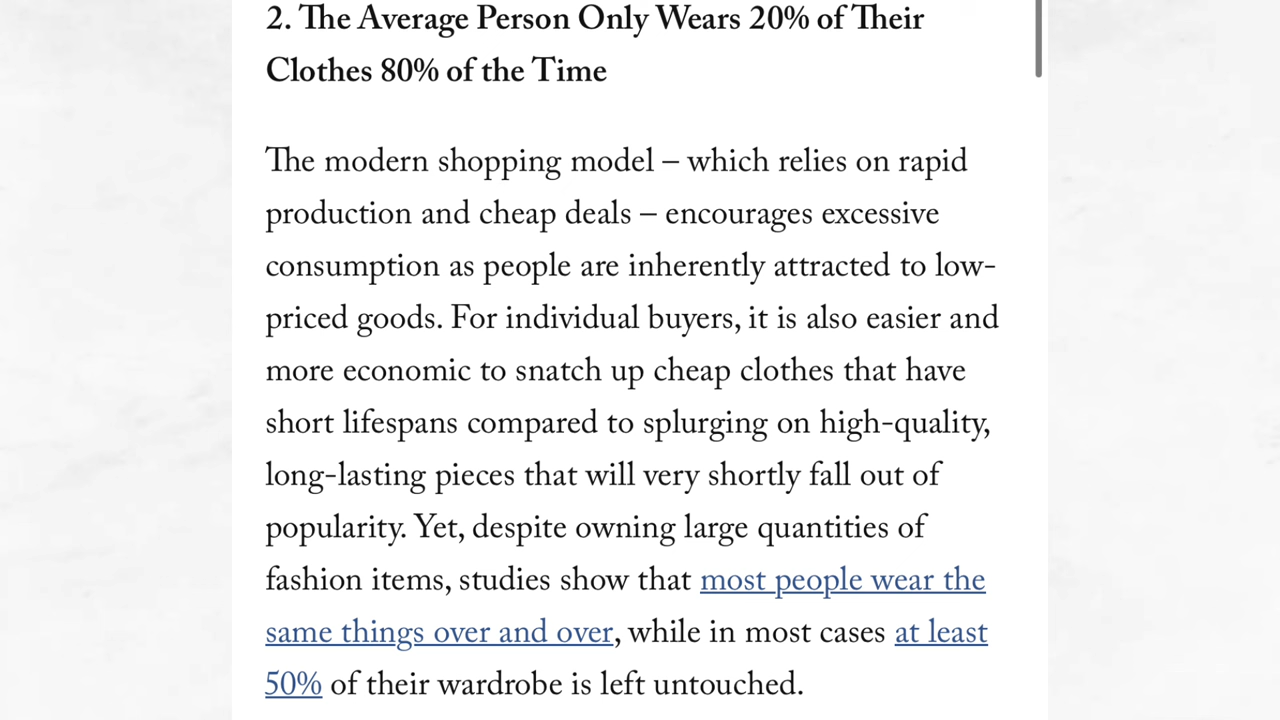 2. The Average Person Only Wears 20% of Their
Clothes 80% of the Time
The modern shopping model – which relies on rapid
production and cheap deals – encourages excessive
consumption as people are inherently attracted to low-
priced goods. For individual buyers, it is also easier and
more economic to snatch up cheap clothes that have
short lifespans compared to splurging on high-quality,
long-lasting pieces that will very shortly fall out of
popularity. Yet, despite owning large quantities of
fashion items, studies show that most people wear the
same things over and over, while in most cases at least
50% of their wardrobe is left untouched.